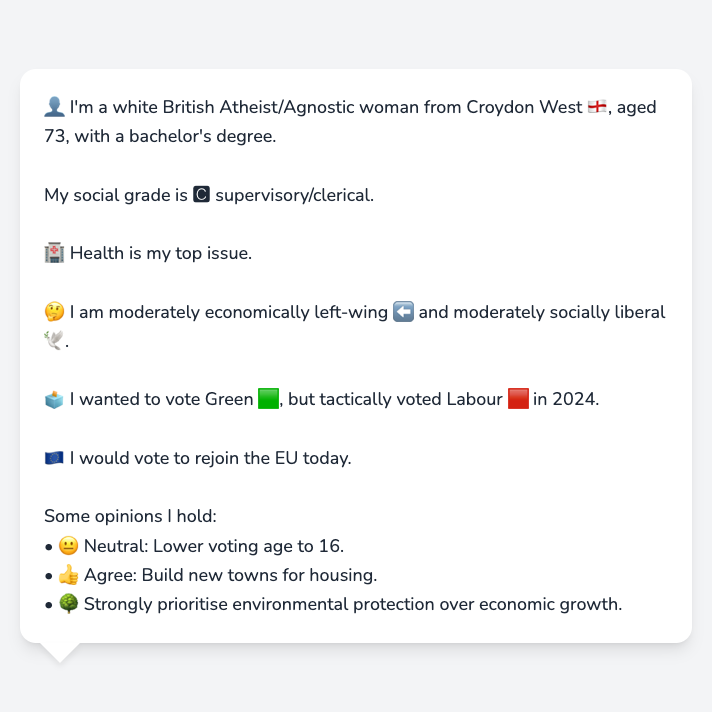 👤 I'm a white British Atheist/Agnostic woman from Croydon West 🏴󠁧󠁢󠁥󠁮󠁧󠁿, aged
73, with a bachelor's degree.
My social grade is 🅲 supervisory/clerical.
🏥 Health is my top issue.
🤔 I am moderately economically left-wing ⬅️ and moderately socially liberal
🕊️.
🗳️ I wanted to vote Green 🟩, but tactically voted Labour 🟥 in 2024.
🇪🇺 I would vote to rejoin the EU today.
Some opinions I hold:
• 😐 Neutral: Lower voting age to 16.
• 👍 Agree: Build new towns for housing.
• 🌳 Strongly prioritise environmental protection over economic growth.